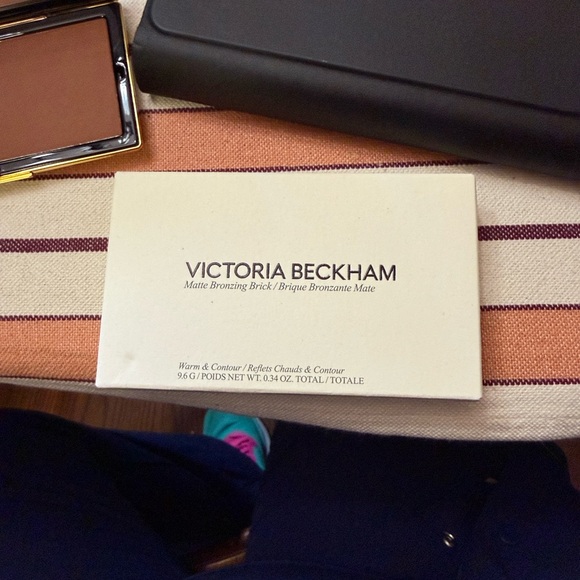 VICTORIA BECKHAM
Matte Bronzing Brick / Brique Bronzante Mate
Warm & Contour / Reflets Chauds & Contour
9.6 G / POIDS NET WT. 0.34 OZ. TOTAL / TOTALE